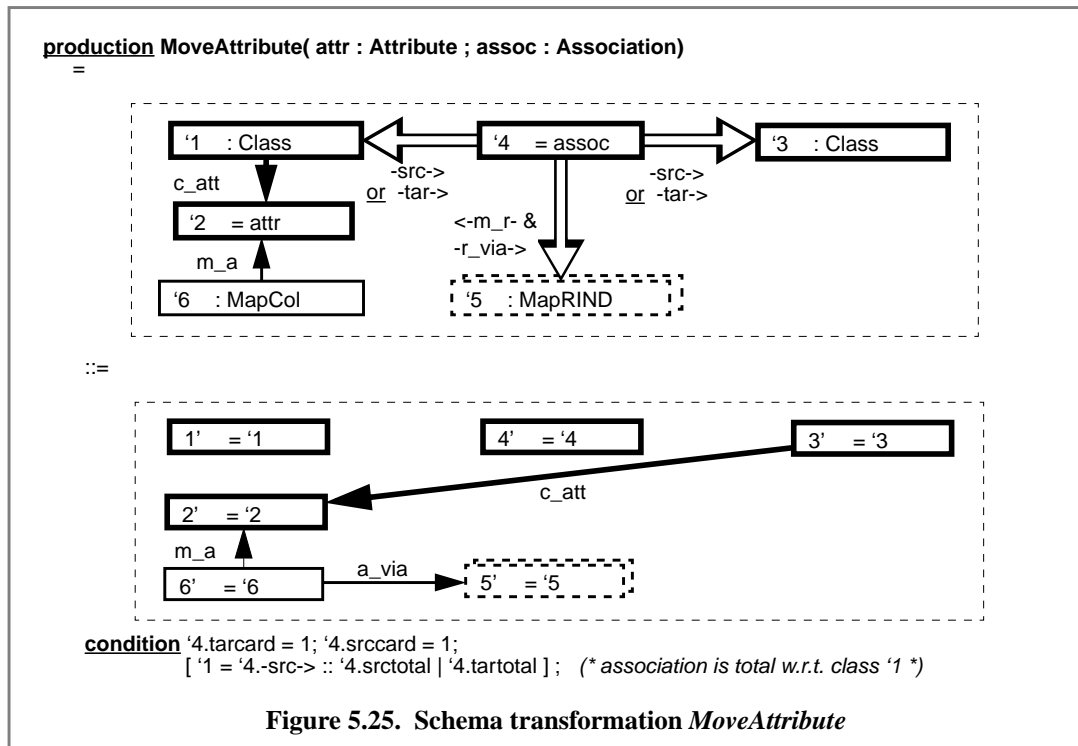 production MoveAttribute( attr : Attribute ; assoc : Association)
=
‘1 : Class
‘4 = assoc
‘3 : Class
-src->
or -tar->
-src->
or -tar->
c_att
‘2 = attr
<-m_r- &
-r_via->
m_a
‘6 : MapCol
‘5 : MapRIND
::=
1’ = ‘1
4’ = ‘4
3’ = ‘3
c_att
2’ = ‘2
m_a
a_via
6’ = ‘6
5’ = ‘5
condition ‘4.tarcard = 1; ‘4.srccard = 1;
[ ‘1 = ‘4.-src-> :: ‘4.srctotal | ‘4.tartotal ] ; (* association is total w.r.t. class ‘1 *)
Figure 5.25. Schema transformation MoveAttribute